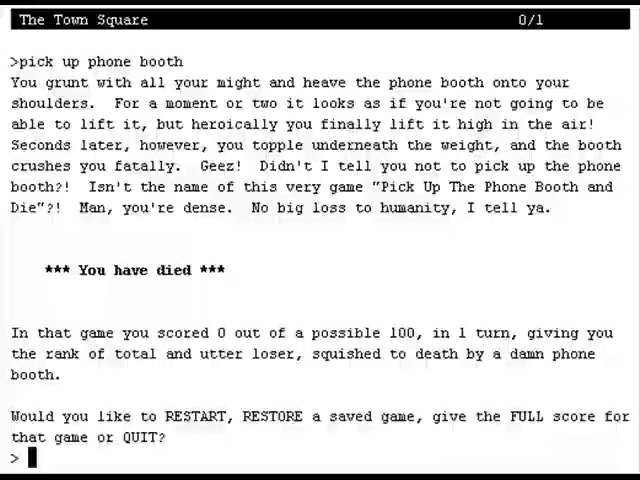 The Town Square 0/1
>pick up phone booth
You grunt with all your might and heave the phone booth onto your
shoulders. For a moment or two it looks as if you're not going to be
able to lift it, but heroically you finally lift it high in the air!
Seconds later, however, you topple underneath the weight, and the booth
crushes you fatally. Geez! Didn't I tell you not to pick up the phone
booth?! Isn't the name of this very game "Pick Up The Phone Booth and
Die"?! Man, you're dense. No big loss to humanity, I tell ya.
*** You have died ***
In that game you scored 0 out of a possible 100, in 1 turn, giving you
the rank of total and utter loser, squished to death by a damn phone
booth.
Would you like to RESTART, RESTORE a saved game, give the FULL score for
that game or QUIT?
>